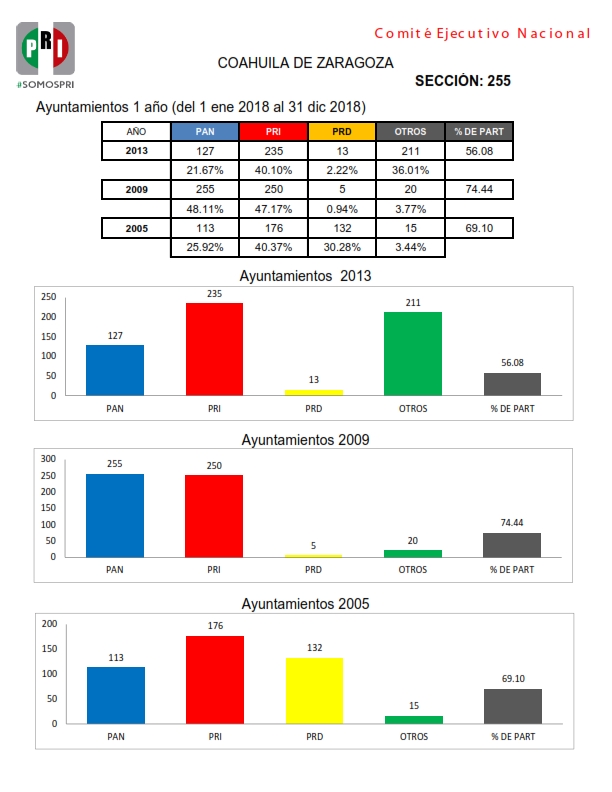 PRI
#SOMOSPRI
Comité Ejecutivo Nacional
COAHUILA DE ZARAGOZA
SECCIÓN: 255
Ayuntamientos 1 año (del 1 ene 2018 al 31 dic 2018)
AÑO PAN PRI PRD OTROS % DE PART
2013 127 235 13 211 56.08
21.67% 40.10% 2.22% 36.01%
2009 255 250 5 20 74.44
48.11% 47.17% 0.94% 3.77%
2005 113 176 132 15 69.10
25.92% 40.37% 30.28% 3.44%
Ayuntamientos 2013
250
200
150
100
50
0
127 235 13 211 56.08
PAN PRI PRD OTROS % DE PART
Ayuntamientos 2009
300
250
200
150
100
50
0
255 250 5 20 74.44
PAN PRI PRD OTROS % DE PART
Ayuntamientos 2005
200
150
100
50
0
113 176 132 15 69.10
PAN PRI PRD OTROS % DE PART